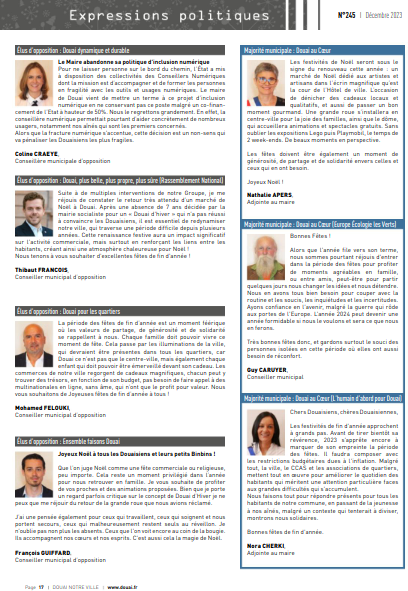 Expressions politiques
N°245 | Décembre 2023
Élus d'opposition : Douai dynamique et durable
Le Maire abandonne sa politique d'inclusion numérique
Pour ne laisser personne sur le bord du chemin, l'État a mis
à disposition des collectivités des Conseillers Numériques
dont la mission est d'accompagner et de former les personnes
en fragilité avec les outils et usages numériques. Le maire
de Douai vient de mettre un terme à ce projet d'inclusion
numérique en ne conservant pas ce poste malgré un co-finan-
cement de l'État à hauteur de 50%. Nous le regrettons grandement. En effet, la
conseillère numérique permettait pourtant d'aider concrètement de nombreux
usagers, notamment nos aînés qui sont les premiers concernés.
Alors que la fracture numérique s'accentue, cette décision est un non-sens qui
va pénaliser les Douaisiens les plus fragiles.
Coline CRAEYE,
Conseillère municipale d'opposition
Élus d'opposition : Douai, plus belle, plus propre, plus sûre (Rassemblement National)
Suite à de multiples interventions de notre Groupe, je me
réjouis de constater le retour très attendu d'un marché de
Noël à Douai. Après une absence de 7 ans décidée par la
mairie socialiste pour un « Douai d'hiver » qui n'a pas réussi
à convaincre les Douaisiens, il est essentiel de redynamiser
notre ville, qui traverse une période difficile depuis plusieurs
années. Cette renaissance festive aura un impact significatif
sur l'activité commerciale, mais surtout en renforçant les liens entre les
habitants, créant ainsi une atmosphère chaleureuse pour Noël !
Nous tenons à vous souhaiter d'excellentes fêtes de fin d'année !
Thibaut FRANCOIS,
Conseiller municipal d'opposition
Élus d'opposition : Douai pour les quartiers
La période des fêtes de fin d'année est un moment féerique
où les valeurs de partage, de générosité et de solidarité
se rappellent à nous. Chaque famille doit pouvoir vivre ce
moment de fête. Cela passe par les illuminations de la ville,
qui devraient être présentes dans tous les quartiers, car
Douai ce n'est pas que le centre-ville, mais également chaque
enfant qui doit pouvoir être émerveillé devant son cadeau. Les
commerces de notre ville regorgent de cadeaux magnifiques, chacun peut y
trouver des trésors, en fonction de son budget, pas besoin de faire appel à des
multinationales en ligne, sans âme, qui n'ont que le profit pour valeur. Nous
vous souhaitons de Joyeuses fêtes de fin d'année à tous !
Mohamed FELOUKI,
Conseiller municipal d'opposition
Élus d'opposition : Ensemble faisons Douai
Joyeux Noël à tous les Douaisiens et leurs petits Binbins !
Que l'on juge Noël comme une fête commerciale ou religieuse,
peu importe. Cela reste un moment privilégié dans l'année
pour nous retrouver en famille. Je vous souhaite de profiter
de vos proches et des animations proposées. Bien que je porte
un regard parfois critique sur le concept de Douai d'Hiver je ne
peux que me réjouir du retour de la grande roue que nous avions réclamé.
J'ai une pensée également pour ceux qui travaillent, ceux qui soignent et nous
portent secours, ceux qui malheureusement restent seuls au réveillon. Je
n'oublie pas non plus les absents. Ceux que l'on voit encore au coin de la bougie.
Ils accompagnent nos cœurs et nos esprits. C'est aussi cela la magie de Noël.
François GUIFFARD,
Conseiller municipal d'opposition
Majorité municipale : Douai au Cœur
Les festivités de Noël seront sous le
signe du renouveau cette année : un
marché de Noël dédié aux artistes et
artisans dans l'écrin magnifique qu'est
la cour de l'Hôtel de ville. L'occasion
de dénicher des cadeaux locaux et
qualitatifs, et aussi de passer un bon
moment gourmand. Une grande roue s'installera en
centre-ville pour la joie des familles, ainsi que le dôme,
qui accueillera animations et spectacles gratuits. Sans
oublier les expositions Lego puis Playmobil, le temps de
2 week-ends. De beaux moments en perspective.
Les fêtes doivent être également un moment de
générosité, de partage et de solidarité envers celles et
ceux qui en ont besoin.
Joyeux Noël !
Nathalie APERS
Adjointe au maire
Majorité municipale : Douai au Cœur (Europe Écologie les Verts)
Bonnes Fêtes !
Alors que l'année file vers son terme,
nous sommes pourtant réjouis d'entrer
dans la période des fêtes pour profiter
de moments agréables en famille,
ou entre amis, peut-être pour partir
quelques jours nous changer les idées et nous détendre.
Nous en avons tous bien besoin pour couper avec la
routine et les soucis, les inquiétudes et les incertitudes.
Ayons confiance en l'avenir, malgré la guerre qui rôde
aux portes de l'Europe. L'année 2024 peut devenir une
année formidable si nous le voulons et sera ce que nous
en ferons.
Très bonnes fêtes donc, et gardons surtout le souci des
personnes isolées en cette période où elles ont aussi
besoin de réconfort.
Guy CARUYER,
Conseiller municipal
Majorité municipale : Douai au Cœur (L'humain d'abord pour Douai)
Chers Douaisiens, chères Douaisiennes,
Les festivités de fin d'année approchent
à grands pas. Avant de tirer bientôt sa
révérence, 2023 s'apprête encore à
marquer de son empreinte la période
des fêtes. Il faudra composer avec
les restrictions budgétaires dues à l'inflation. Malgré
tout, la ville, le CCAS et les associations de quartiers,
mettent tout en œuvre pour améliorer le quotidien des
habitants qui méritent une attention particulière faces
aux grandes difficultés qui s'accumulent.
Nous faisons tout pour répondre présents pour tous les
habitants de notre commune, en passant de la jeunesse
à nos aînés, malgré un contexte qui tenterait à diviser,
montrons nous solidaires.
Bonnes fêtes de fin d'année.
Nora CHERKI,
Adjointe au maire
Page 17 | DOUAI NOTRE VILLE | www.douai.fr